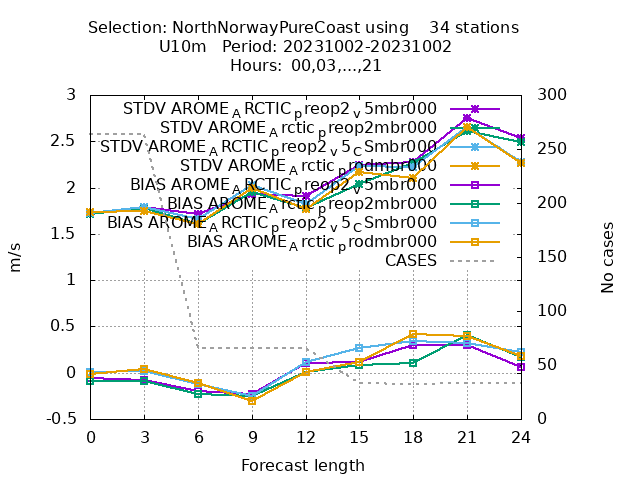 Selection: NorthNorwayPureCoast using    34 stations
U10m   Period: 20231002-20231002
Hours:  00,03,...,21
3
2.5
2
1.5
1
0.5
0
-0.5
m/s
300
250
200
150
100
50
0
No cases
STDV AROME_ARCTIC_preop2_v5mbr000
STDV AROME_Arctic_preop2mbr000
STDV AROME_ARCTIC_preop2_v5_CSmbr000
STDV AROME_Arctic_prodmbr000
BIAS AROME_ARCTIC_preop2_v5mbr000
BIAS AROME_Arctic_preop2mbr000
BIAS AROME_ARCTIC_preop2_v5_CSmbr000
BIAS AROME_Arctic_prodmbr000
CASES
0 3 6 9 12 15 18 21 24
Forecast length